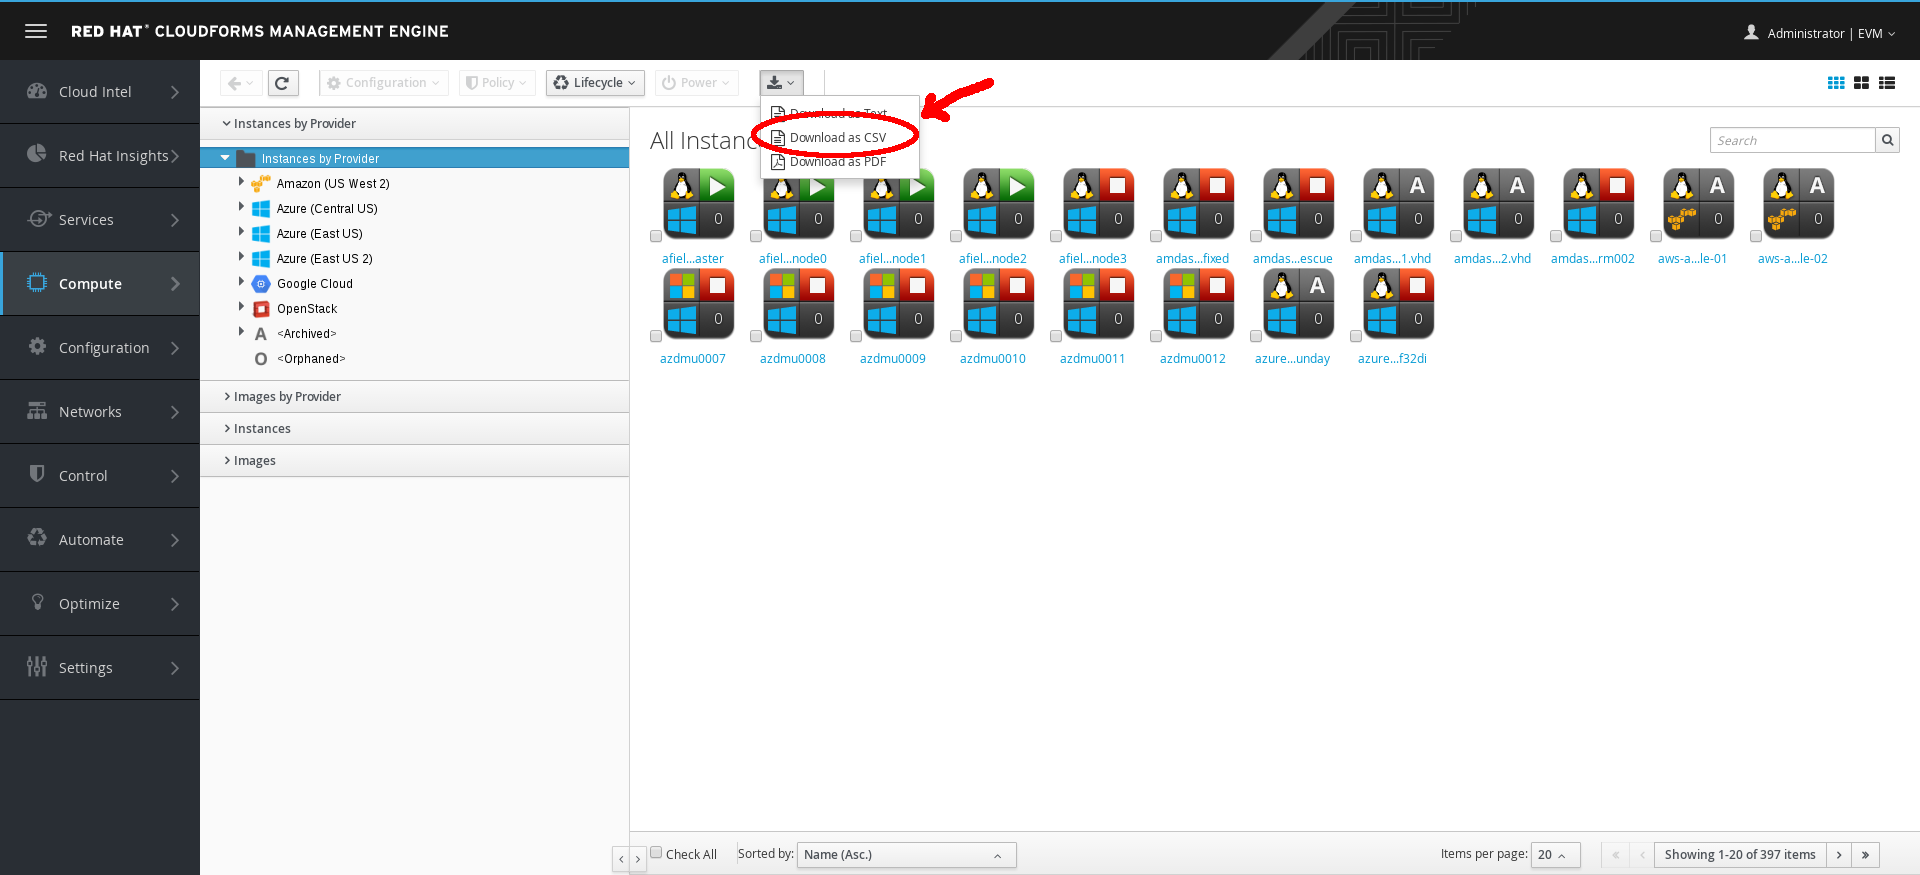 RED HAT® CLOUDFORMS MANAGEMENT ENGINE
Administrator | EVM
Cloud Intel
Red Hat Insights
Services
Compute
Configuration
Networks
Control
Automate
Optimize
Settings
Configuration
Policy
Lifecycle
Power
Download as Text
Download as CSV
Download as PDF
Instances by Provider
Instances by Provider
Amazon (US West 2)
Azure (Central US)
Azure (East US)
Azure (East US 2)
Google Cloud
OpenStack
A <Archived>
O <Orphaned>
Images by Provider
Instances
Images
All Instanc
Search
A A A A
0 0 0 0 0 0 0 0 0 0 0 0
afiel...aster afiel...node0 afiel...node1 afiel...node2 afiel...node3 amdas...fixed amdas...escue amdas...1.vhd amdas...2.vhd amdas...rm002 aws-a...le-01 aws-a...le-02
A
0 0 0 0 0 0 0 0
azdmu0007 azdmu0008 azdmu0009 azdmu0010 azdmu0011 azdmu0012 azure...unday azure...f32di
Check All Sorted by: Name (Asc.) Items per page: 20 « ‹ Showing 1-20 of 397 items › »